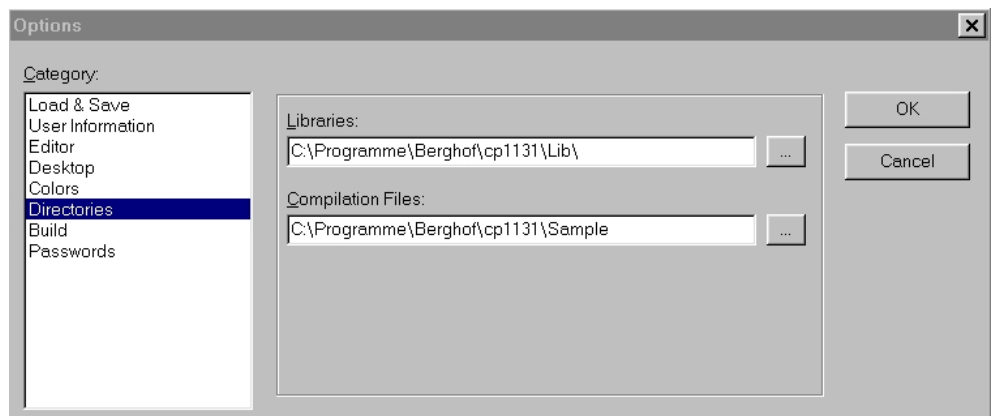 Options
Category:
Load & Save
User Information
Editor
Desktop
Colors
Directories
Build
Passwords
Libraries:
C:\Programme\Berghof\cp1131\Lib\
...
Compilation Files:
C:\Programme\Berghof\cp1131\Sample
...
OK
Cancel